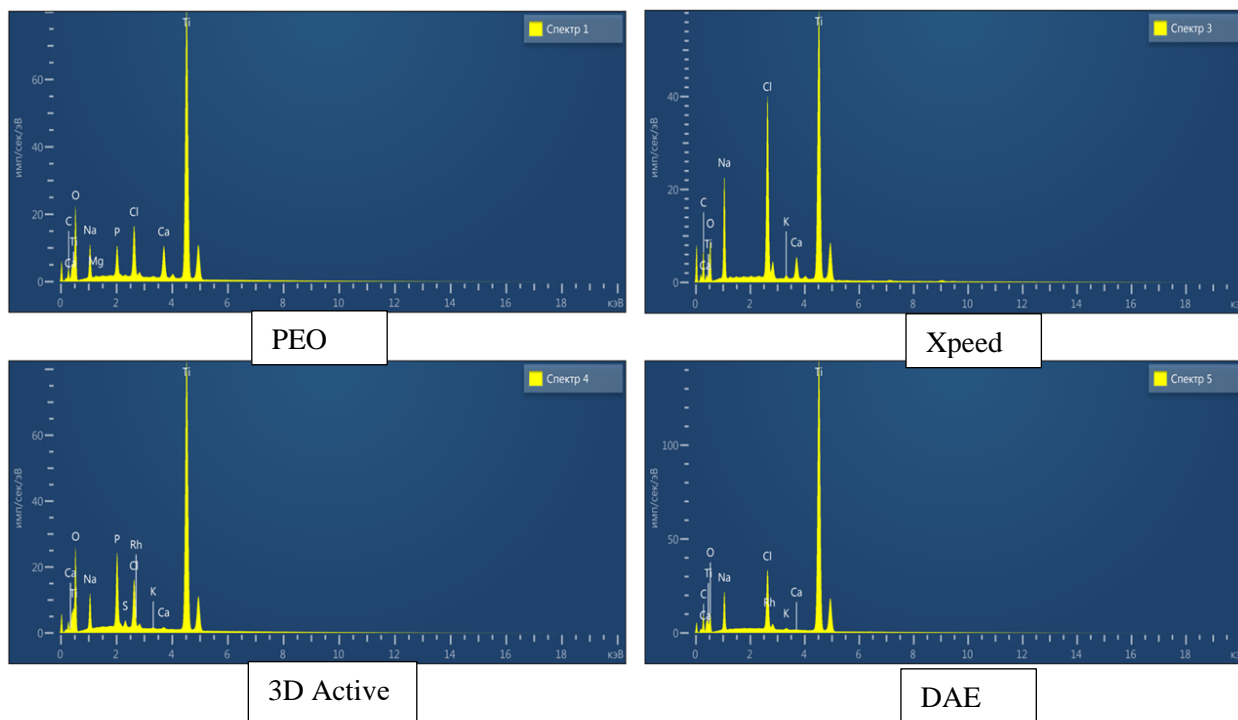 Спектр 1
Ti
60
40
20
0
имп/сек/эВ
O
C
Ti
Ca
Na
Mg
P
Cl
Ca
0 2 4 6 8 10 12 14 16 18 кэВ
PEO
Спектр 3
Ti
40
20
0
имп/сек/эВ
Cl
Na
C
O
Ti
Ca
K
Ca
0 2 4 6 8 10 12 14 16 18 кэВ
Xpeed
Спектр 4
Ti
60
40
20
0
имп/сек/эВ
O
P
Rh
Ca
Cl
Ti
Na
S
K
Ca
0 2 4 6 8 10 12 14 16 18 кэВ
3D Active
Спектр 5
Ti
100
50
0
имп/сек/эВ
O
Cl
Ti
Na
C
Rh
Ca
Ca
K
0 2 4 6 8 10 12 14 16 18 кэВ
DAE